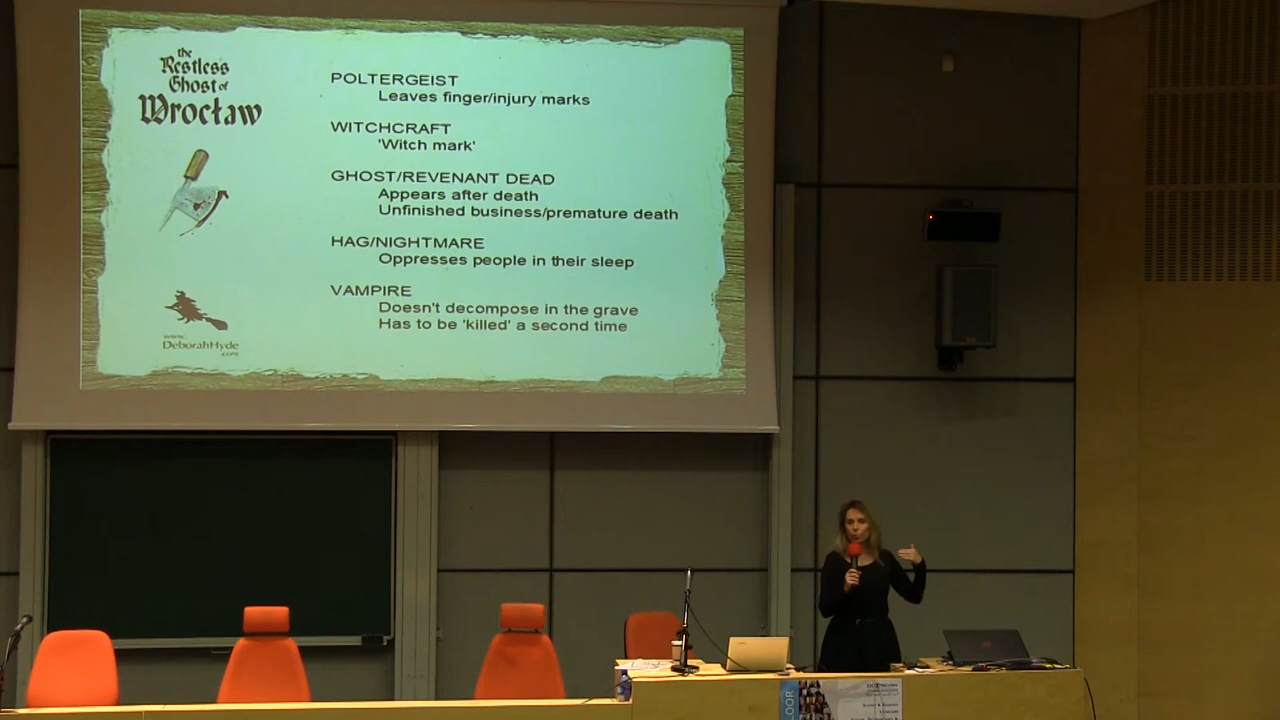 the
Restless
Ghost of
Wrocław
POLTERGEIST
Leaves finger/injury marks
WITCHCRAFT
'Witch mark'
GHOST/REVENANT DEAD
Appears after death
Unfinished business/premature death
HAG/NIGHTMARE
Oppresses people in their sleep
VAMPIRE
Doesn't decompose in the grave
Has to be 'killed' a second time
www.
DeborahHyde
.com